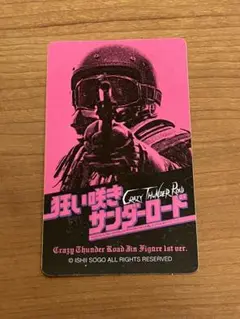 狂い咲き
CRAZY THUNDER ROAD
サンダーロード
Crazy Thunder Road Jin Figure 1st ver.
© ISHII SOGO ALL RIGHTS RESERVED